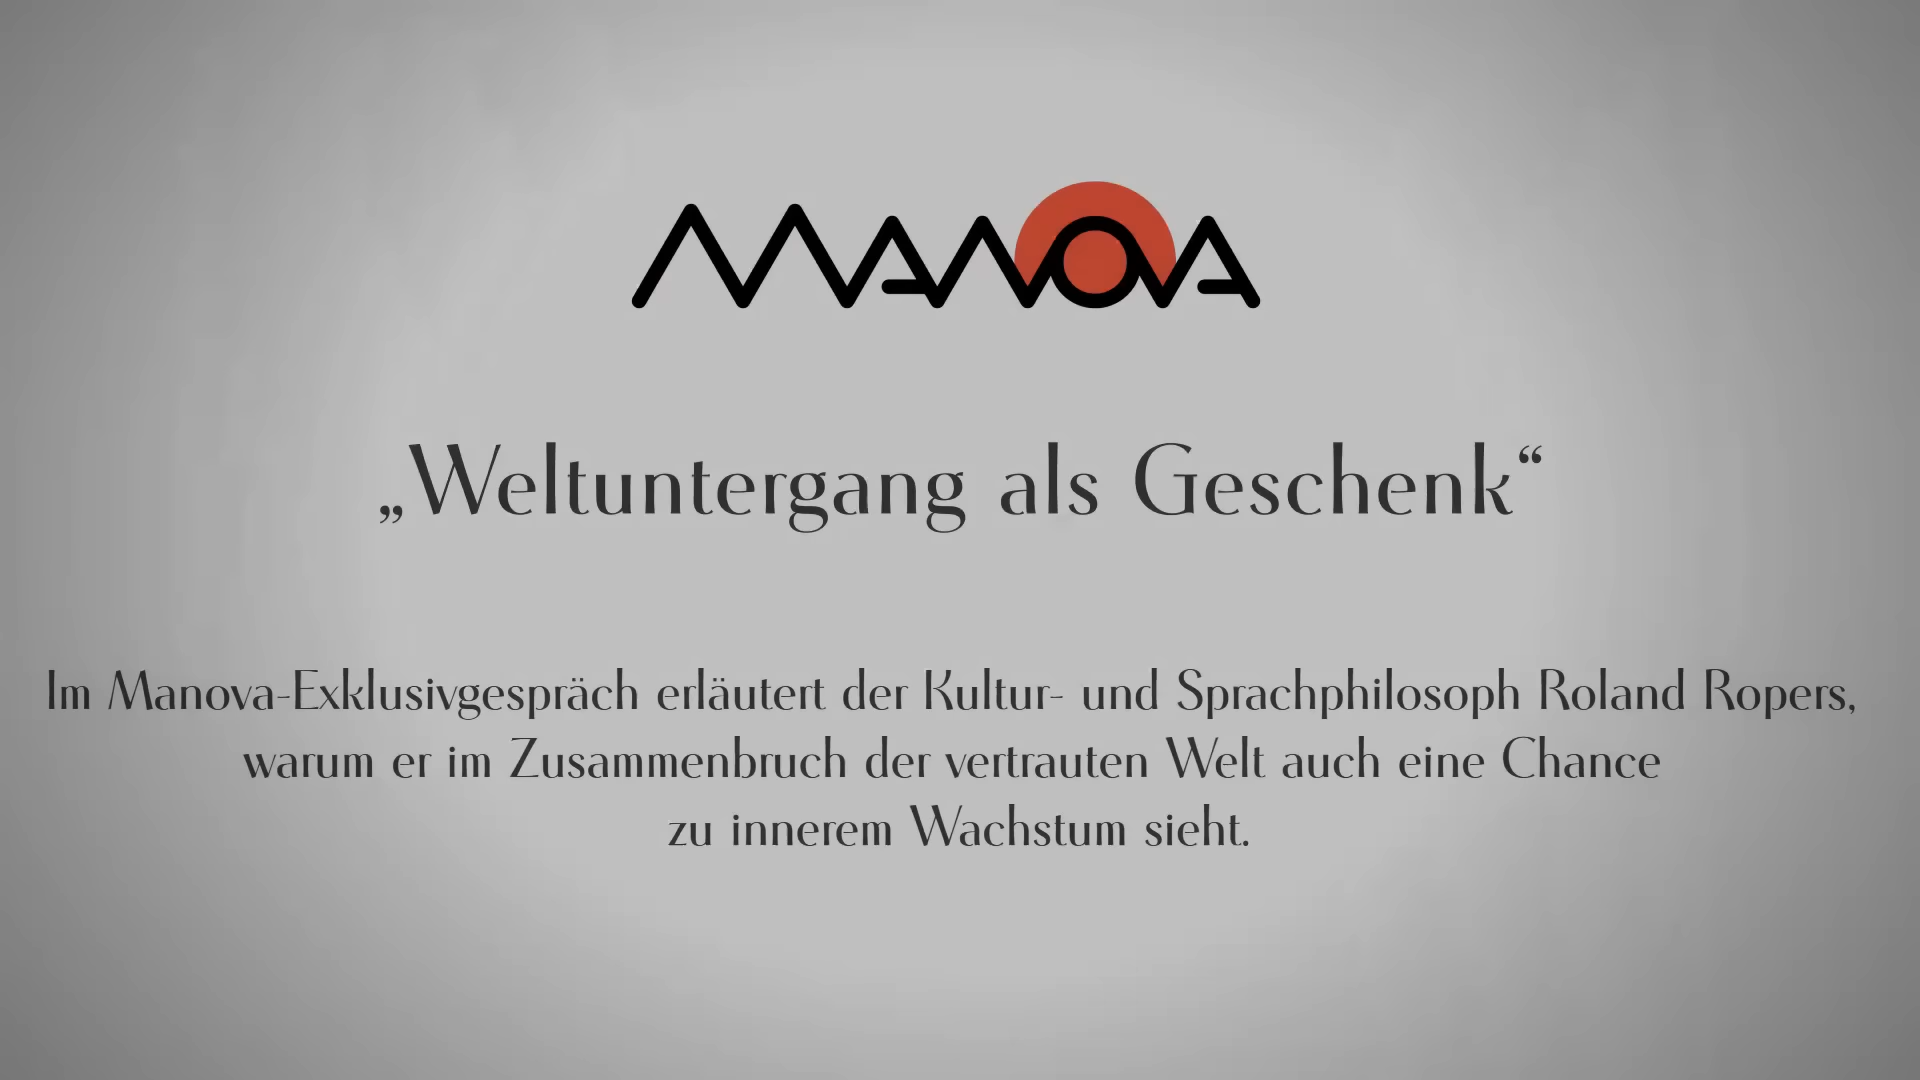 MANOVA
„Weltuntergang als Geschenk“
Im Manova-Exklusivgespräch erläutert der Kultur- und Sprachphilosoph Roland Ropers,
warum er im Zusammenbruch der vertrauten Welt auch eine Chance
zu innerem Wachstum sieht.